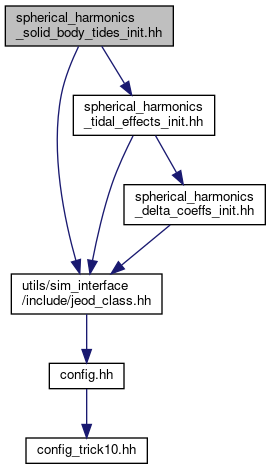 spherical_harmonics
_solid_body_tides_init.hh
spherical_harmonics
_tidal_effects_init.hh
spherical_harmonics
_delta_coeffs_init.hh
utils/sim_interface
/include/jeod_class.hh
config.hh
config_trick10.hh